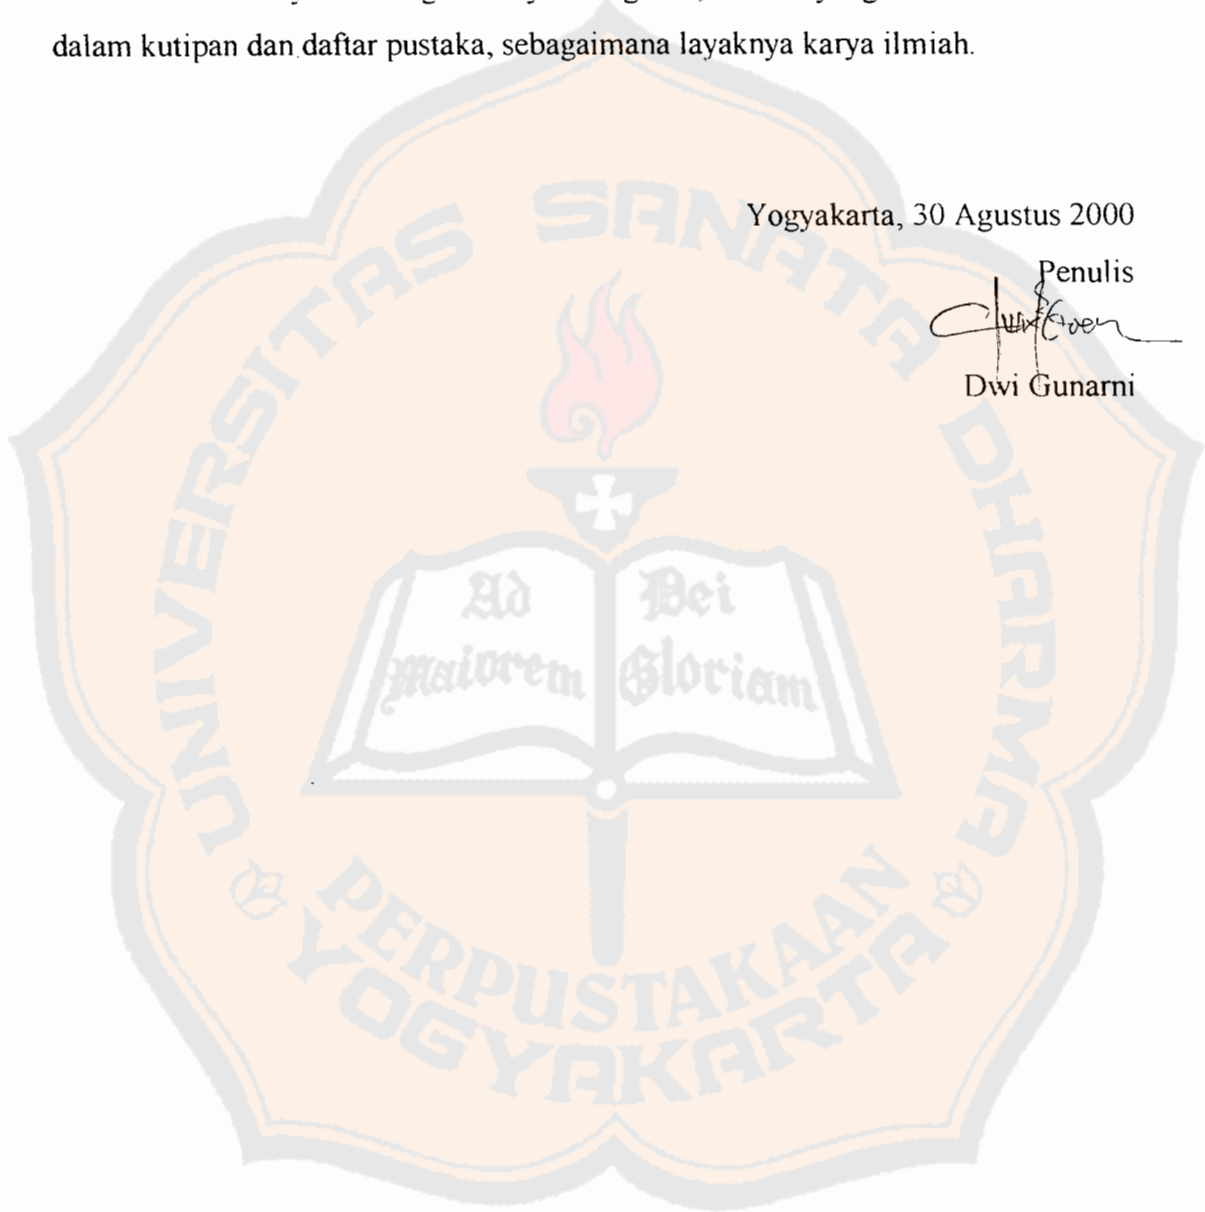 dalam kutipan dan daftar pustaka, sebagaimana layaknya karya ilmiah.
Yogyakarta, 30 Agustus 2000
Penulis
Dwi Gunarni
UNIVERSITAS SANATA DHARMA
Ad
Maiorem
Dei
Gloriam
PERPUSTAKAAN
YOGYAKARTA